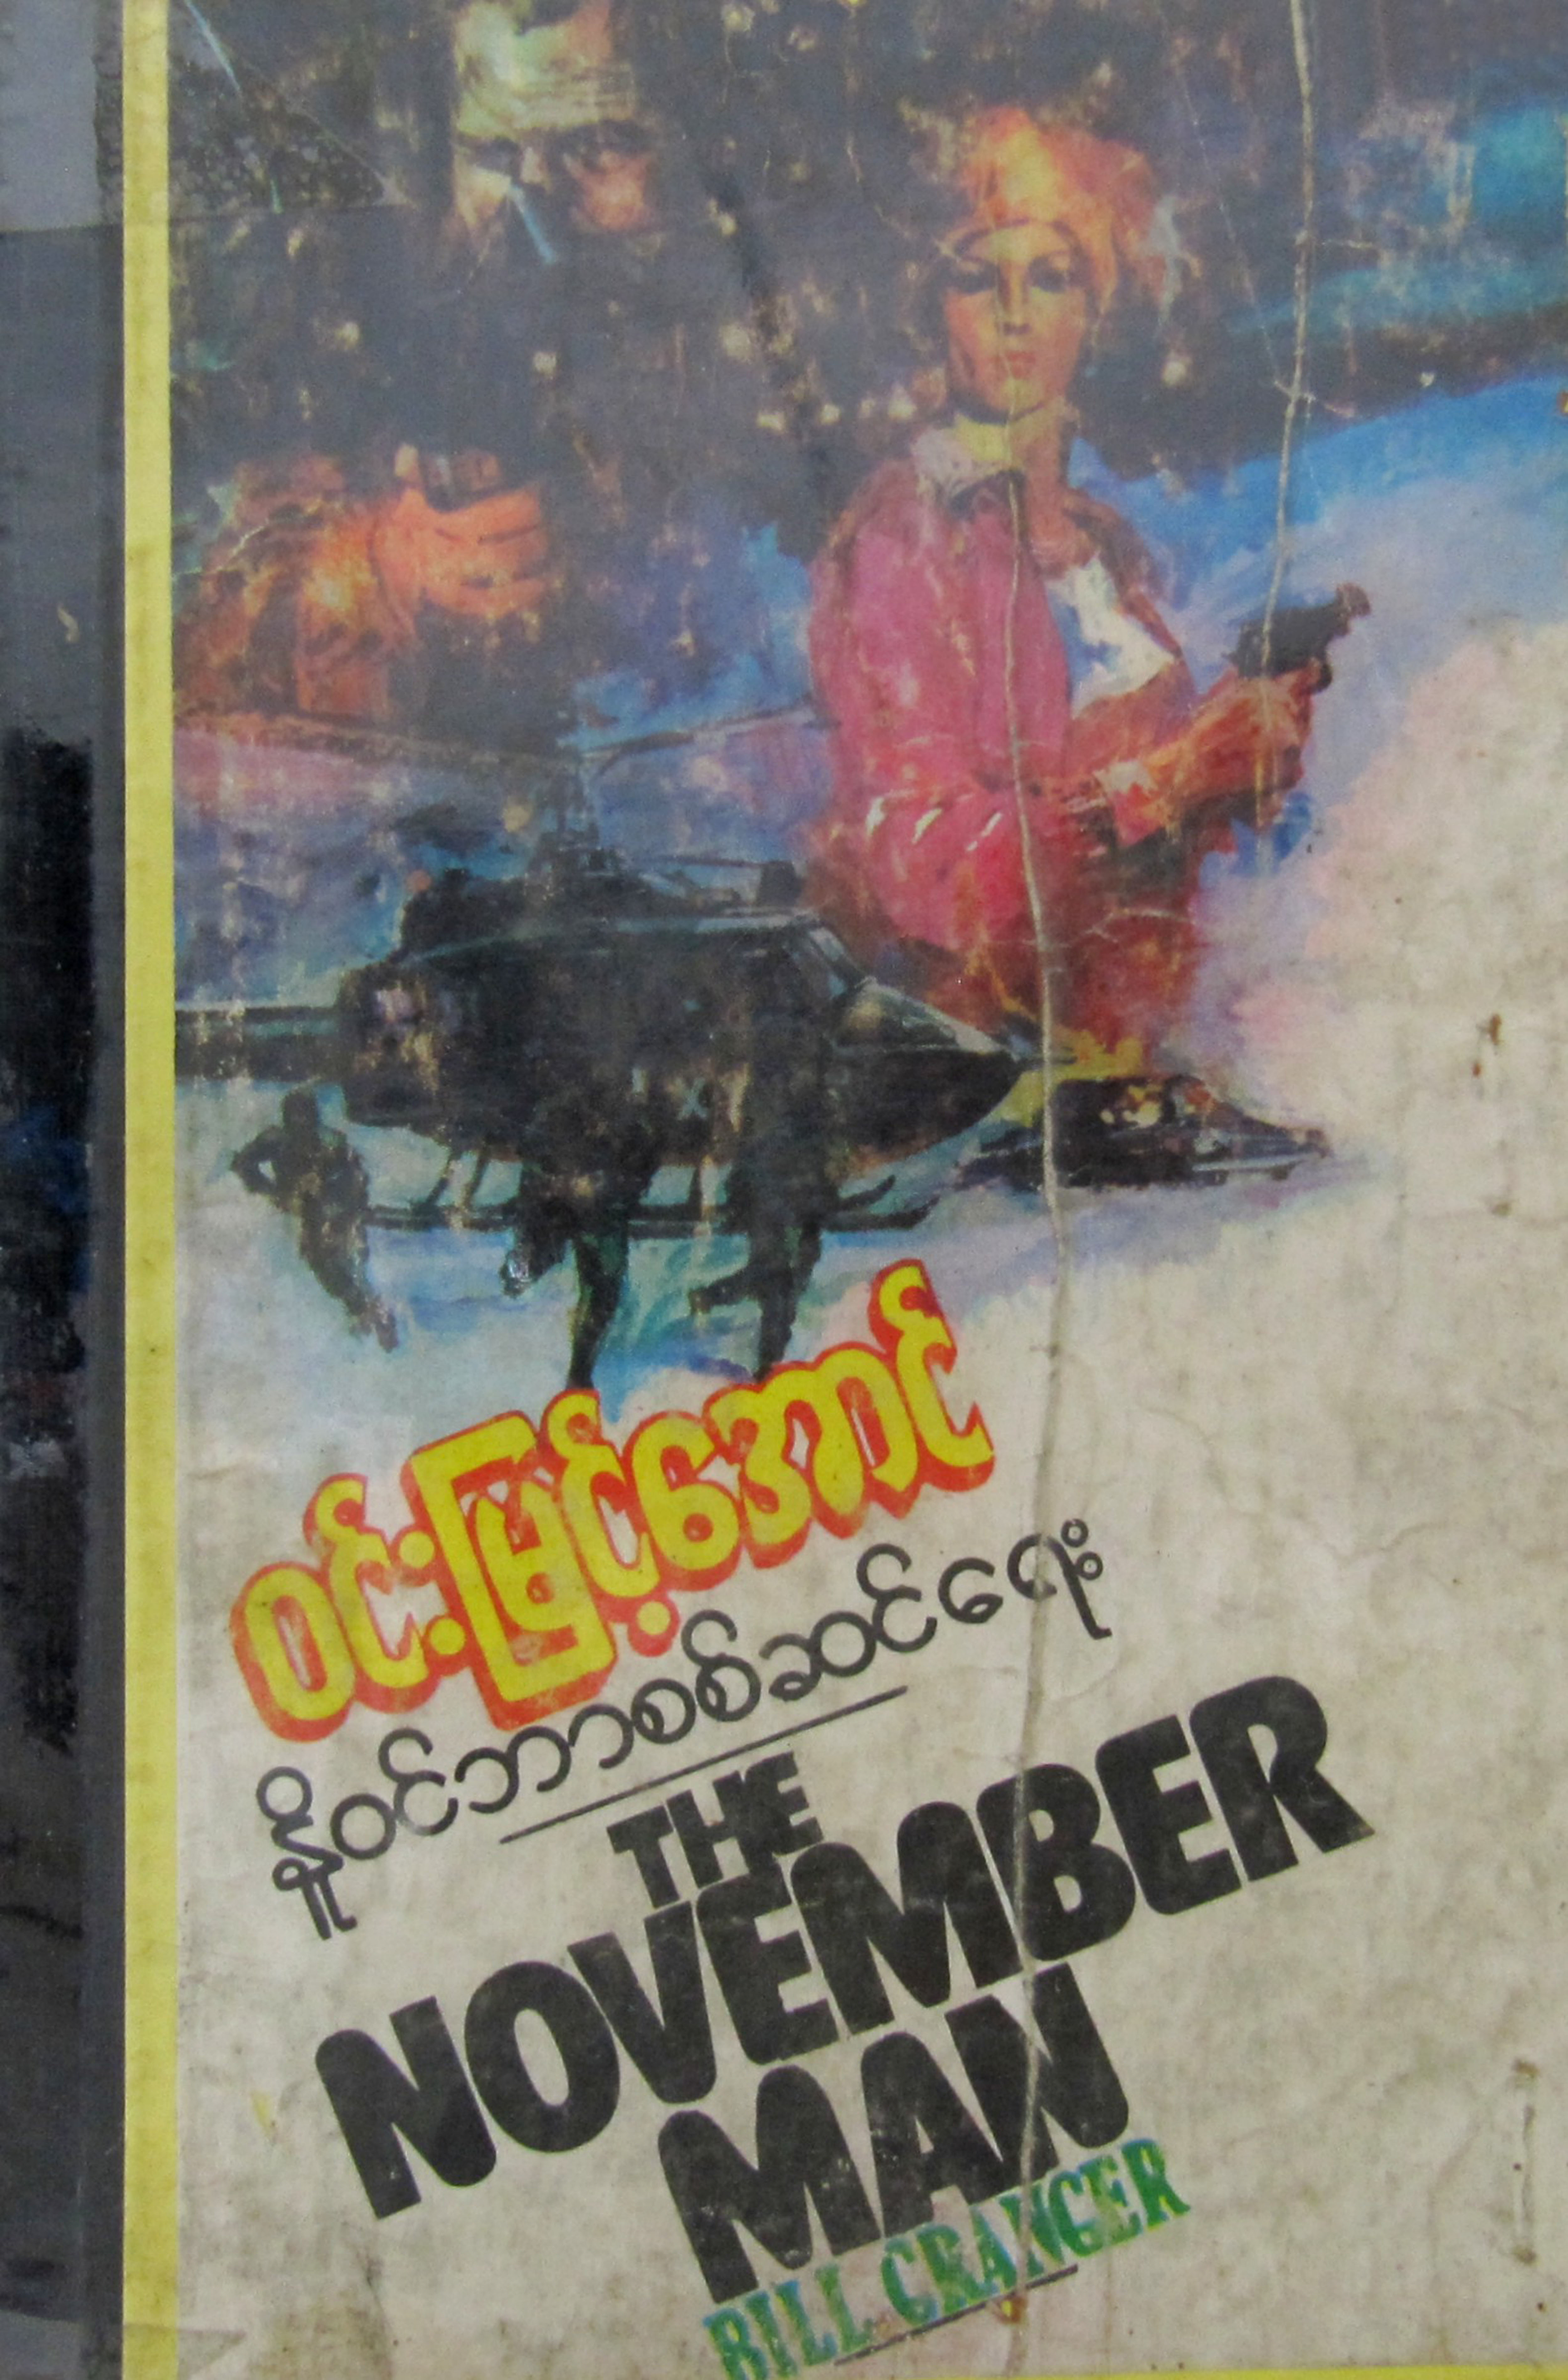 ဝင်းမြင့်အောင်
နိုဝင်ဘာစစ်ဆင်ရေး
THE
NOVEMBER
MAN
BILL GRANGER